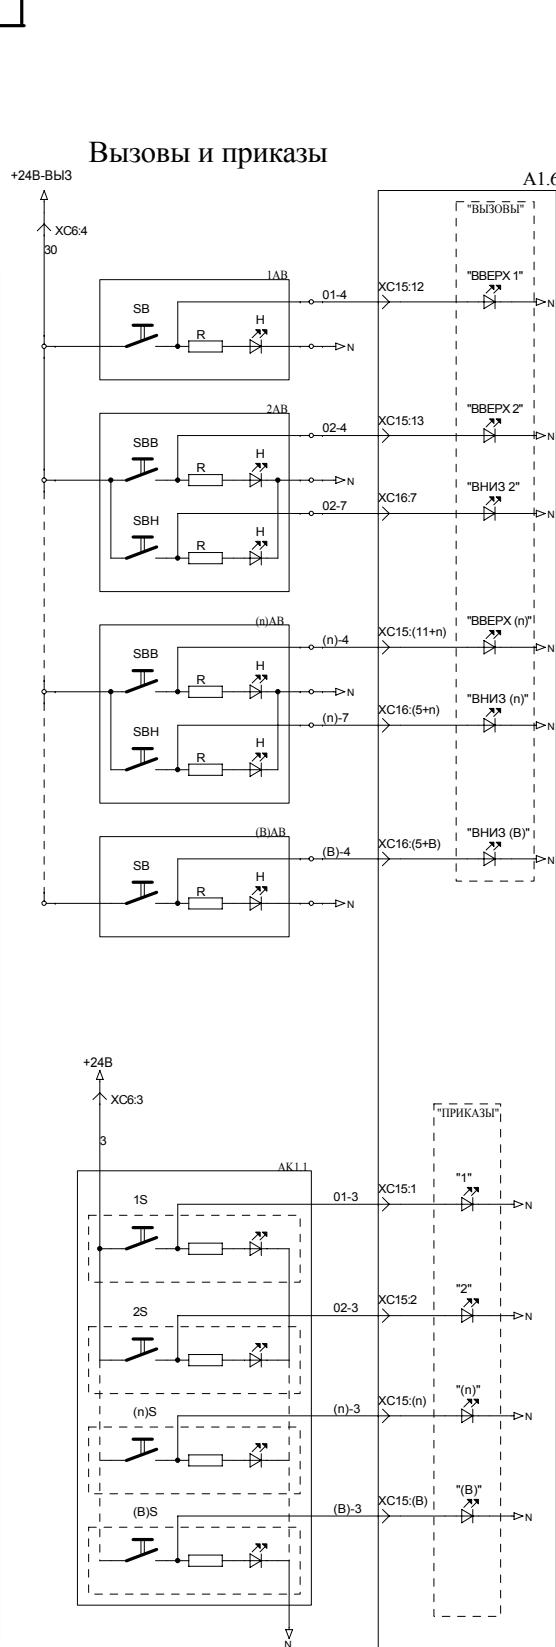 Вызовы и приказы
+24В-ВЫЗ
А1.6
XC6:4
"ВЫЗОВЫ"
30
1АВ
01-4
XC15:12
"ВВЕРХ 1"
SB
H
N
R
N
2АВ
02-4
XC15:13
"ВВЕРХ 2"
SBB
H
N
R
N
02-7
XC16:7
"ВНИЗ 2"
SBH
H
N
R
(n)АВ
(n)-4
XC15:(11+n)
"ВВЕРХ (n)"
SBB
H
N
R
N
(n)-7
XC16:(5+n)
"ВНИЗ (n)"
SBH
H
N
R
(В)АВ
(В)-4
XC16:(5+В)
"ВНИЗ (В)"
SB
H
N
R
N
+24В
XC6:3
"ПРИКАЗЫ"
3
АК1.1
1S
01-3
XC15:1
"1"
N
2S
02-3
XC15:2
"2"
N
(n)S
(n)-3
XC15:(n)
"(n)"
N
(В)S
(В)-3
XC15:(В)
"(В)"
N
N